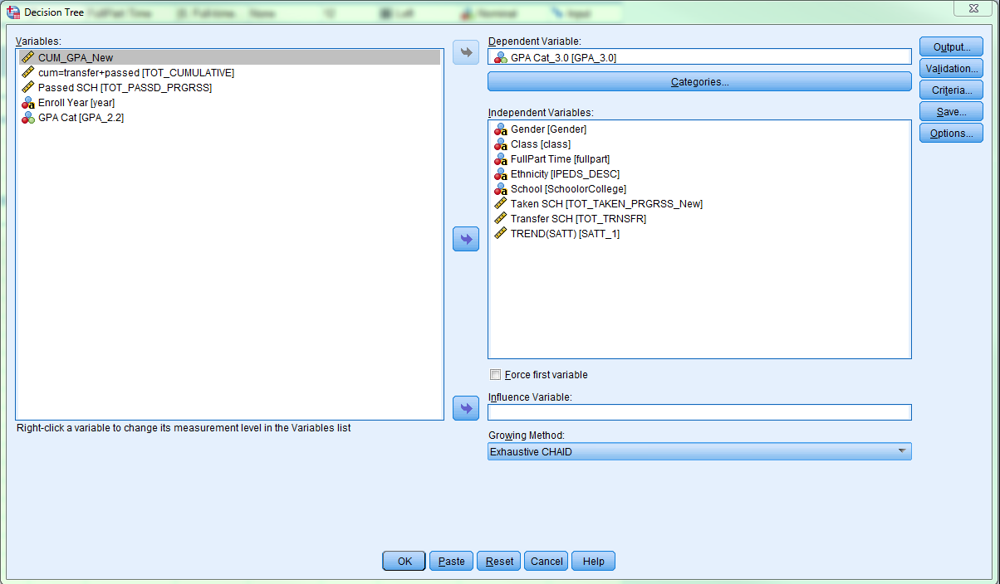 Decision Tree
Variables:
CUM_GPA_New
cum=transfer+passed [TOT_CUMULATIVE]
Passed SCH [TOT_PASSD_PRGRSS]
Enroll Year [year]
GPA Cat [GPA_2.2]
Right-click a variable to change its measurement level in the Variables list
Dependent Variable:
GPA Cat_3.0 [GPA_3.0]
Categories...
Independent Variables:
Gender [Gender]
Class [class]
FullPart Time [fullpart]
Ethnicity [IPEDS_DESC]
School [SchoolorCollege]
Taken SCH [TOT_TAKEN_PRGRSS_New]
Transfer SCH [TOT_TRNSFR]
TREND(SATT) [SATT_1]
Force first variable
Influence Variable:
Growing Method:
Exhaustive CHAID
Output...
Validation...
Criteria...
Save...
Options...
OK Paste Reset Cancel Help